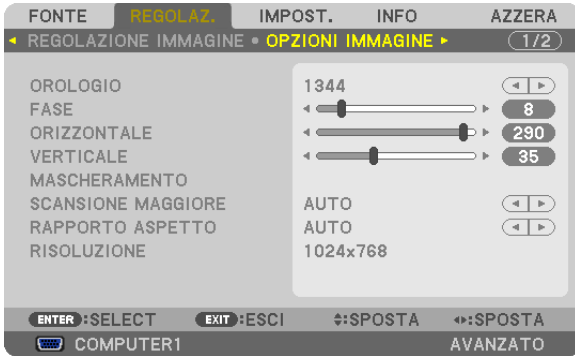 FONTE REGOLAZ. IMPOST. INFO AZZERA
REGOLAZIONE IMMAGINE • OPZIONI IMMAGINE 1/2
OROLOGIO 1344
FASE 8
ORIZZONTALE 290
VERTICALE 35
MASCHERAMENTO
SCANSIONE MAGGIORE AUTO
RAPPORTO ASPETTO AUTO
RISOLUZIONE 1024x768
ENTER :SELECT EXIT :ESCI :SPOSTA :SPOSTA
COMPUTER1 AVANZATO